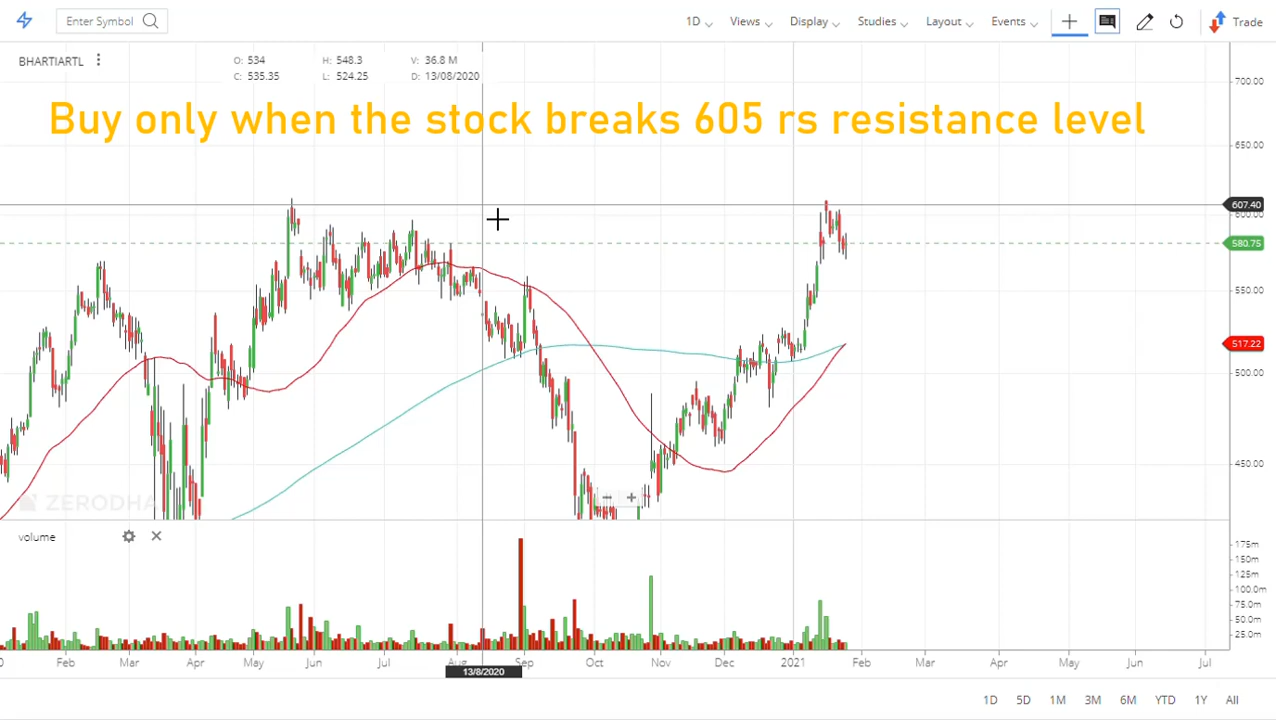 Enter Symbol 1D Views Display Studies Layout Events Trade
BHARTIARTL O: 534 H: 548.3 V: 36.8 M
C: 535.35 L: 524.25 D: 13/08/2020
Buy only when the stock breaks 605 rs resistance level
700.00
650.00
607.40
600.00
580.75
550.00
517.22
500.00
450.00
ZERODHA
volume
175m
150m
125m
100.0m
75.0m
50.0m
25.0m
0 Feb Mar Apr May Jun Jul Aug Sep Oct Nov Dec 2021 Feb Mar Apr May Jun Jul
13/8/2020
1D 5D 1M 3M 6M YTD 1Y All